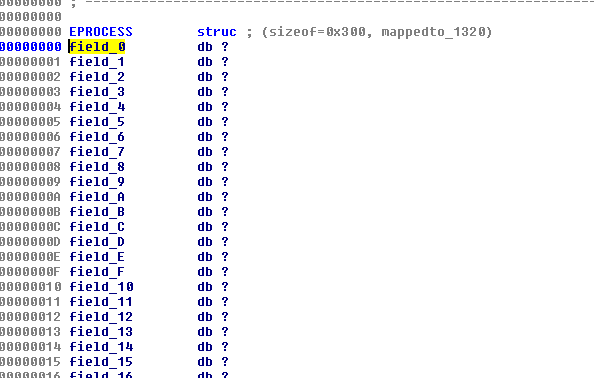 00000000 ; ----------------------------------------------------------------
00000000
00000000 EPROCESS struc ; (sizeof=0x300, mappedto_1320)
00000000 field_0 db ?
00000001 field_1 db ?
00000002 field_2 db ?
00000003 field_3 db ?
00000004 field_4 db ?
00000005 field_5 db ?
00000006 field_6 db ?
00000007 field_7 db ?
00000008 field_8 db ?
00000009 field_9 db ?
0000000A field_A db ?
0000000B field_B db ?
0000000C field_C db ?
0000000D field_D db ?
0000000E field_E db ?
0000000F field_F db ?
00000010 field_10 db ?
00000011 field_11 db ?
00000012 field_12 db ?
00000013 field_13 db ?
00000014 field_14 db ?
00000015 field_15 db ?
00000016 field_16 db ?